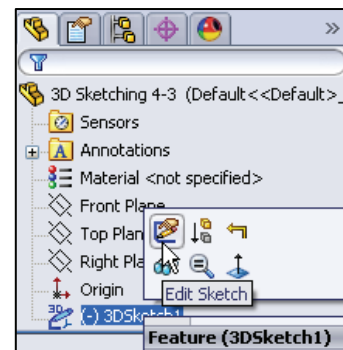 »
3D Sketching 4-3 (Default<<Default>_
Sensors
A Annotations
Material <not specified>
Front Plane
Top Plan
Right Pla
Origin
Edit Sketch
3D (-) 3DSketch1
Feature (3DSketch1)